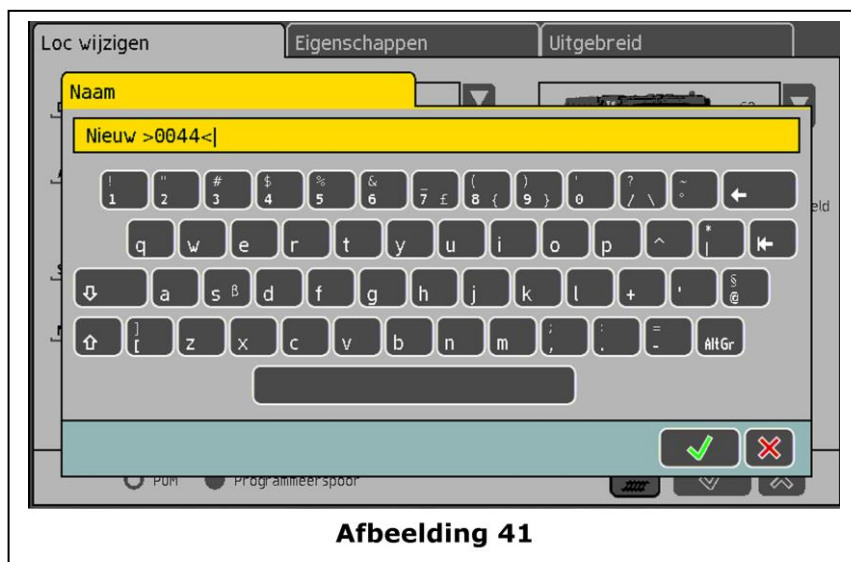 Loc wijzigen Eigenschappen Uitgebreid
Naam
Nieuw >0044<|
! " # $ % & _ ( ) ' ? ~
1 2 3 4 5 6 7 £ 8 { 9 } 0 / \ °
q w e r t y u i o p ^ * |
a s ß d f g h j k l + ' § @
] [ z x c v b n m ; , : . = - AltGr
eld
POM Programmeerspoor
Afbeelding 41